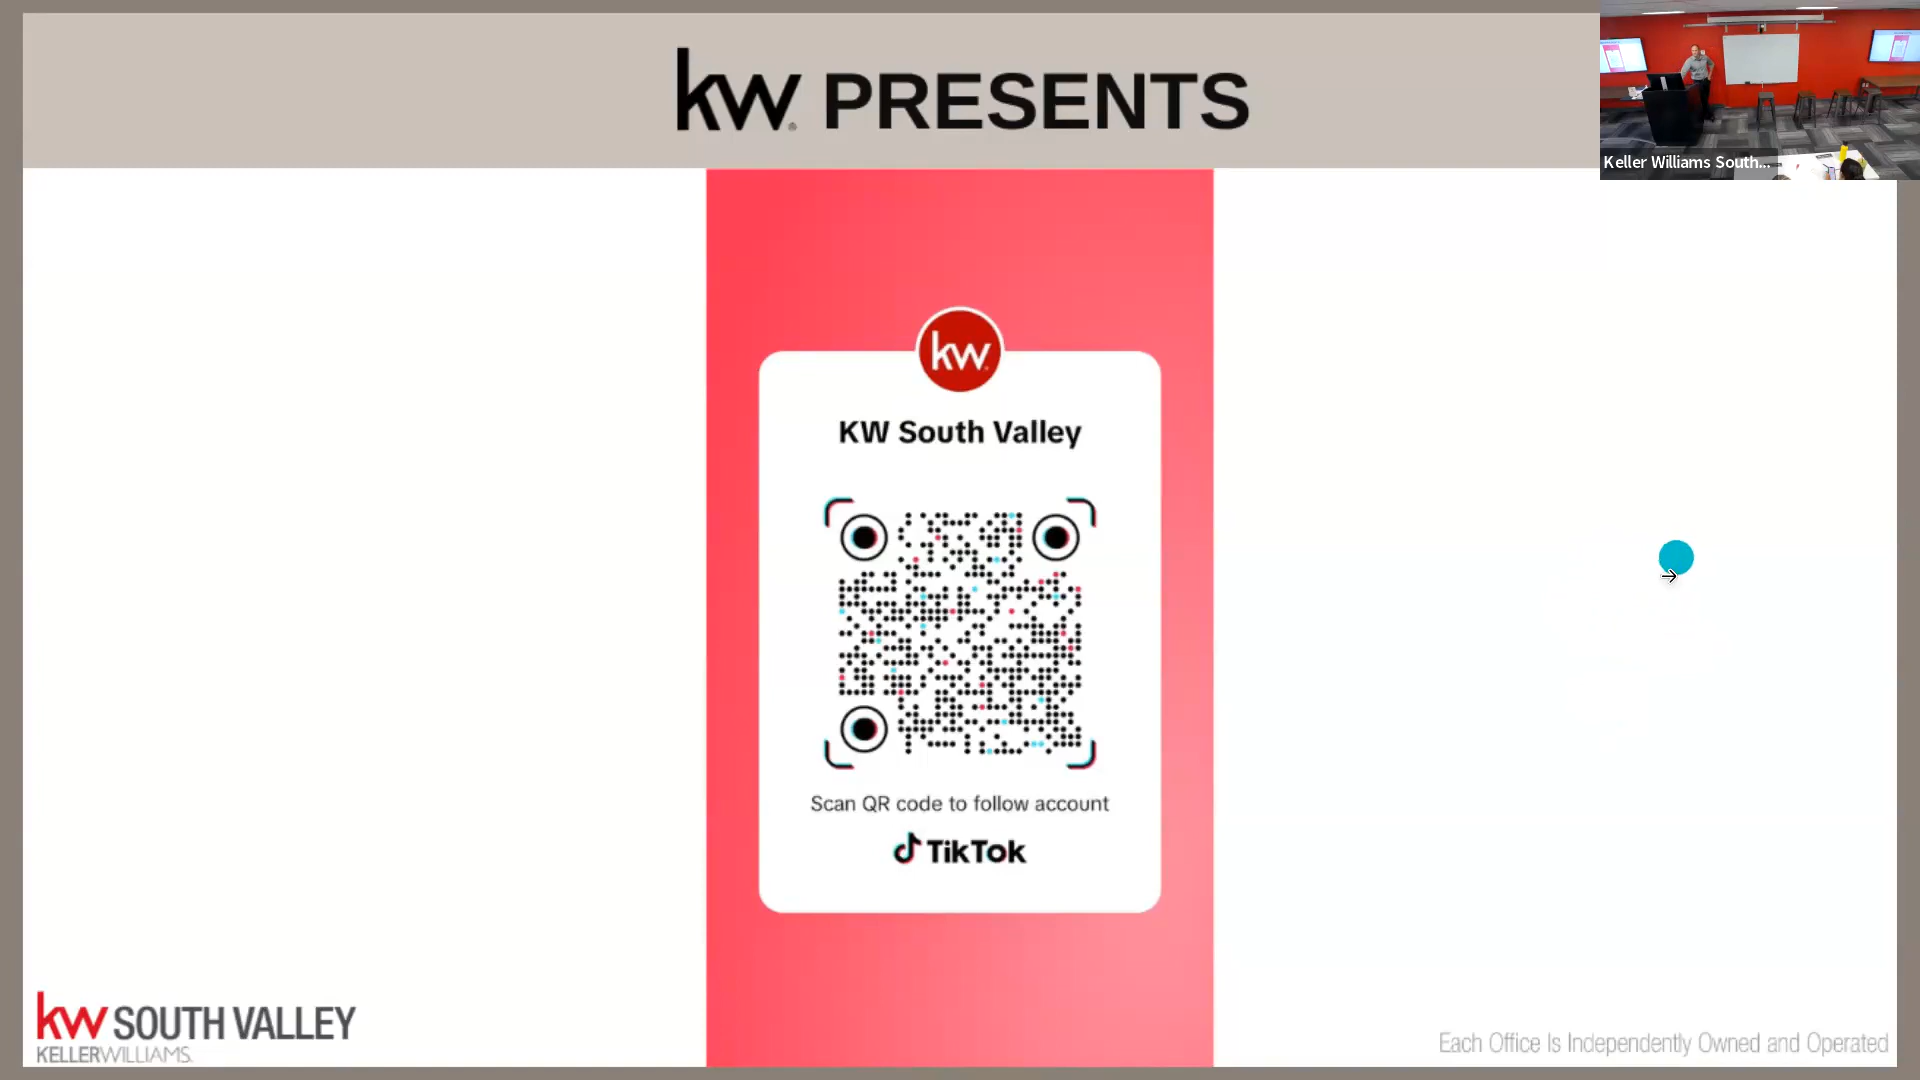 kw PRESENTS
Keller Williams South...
kw
KW South Valley
Scan QR code to follow account
TikTok
kw SOUTH VALLEY
KELLERWILLIAMS.
Each Office Is Independently Owned and Operated